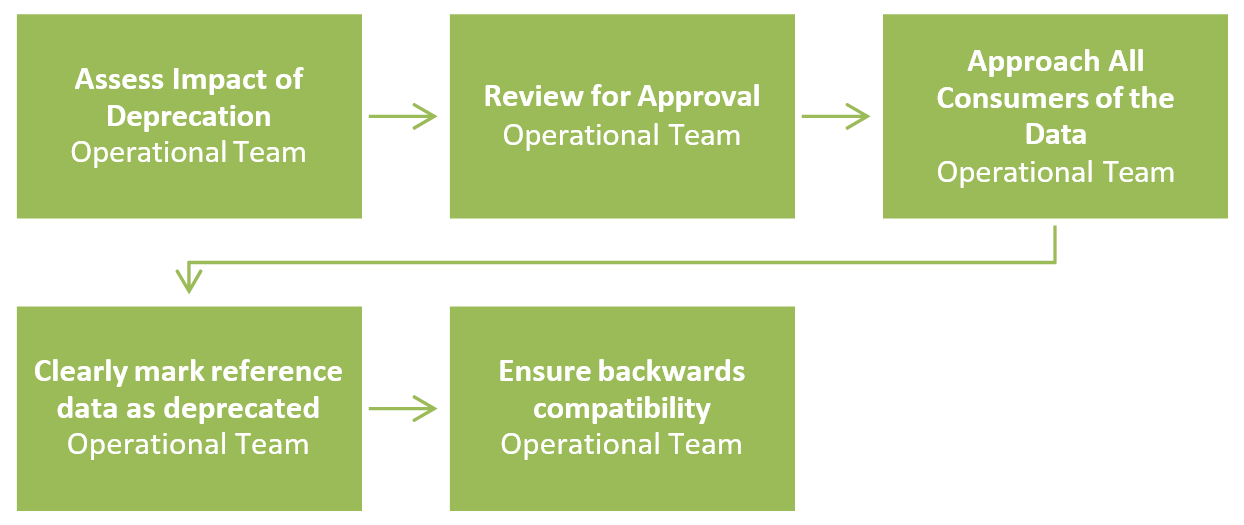 Assess Impact of
Deprecation
Operational Team
Review for Approval
Operational Team
Approach All
Consumers of the
Data
Operational Team
Clearly mark reference
data as deprecated
Operational Team
Ensure backwards
compatibility
Operational Team